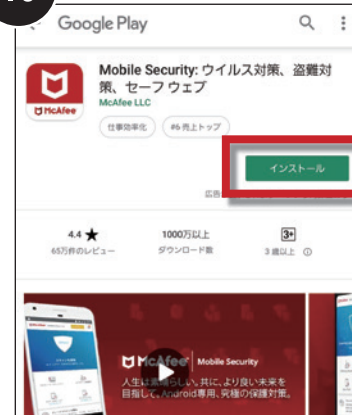 Google Play
Mobile Security: ウイルス対策、盗難対
策、セーフ ウェブ
McAfee LLC
McAfee
仕事効率化
#6 売上トップ
インストール
広告
4.4 ★
1000万以上
3+
65万件のレビュー
ダウンロード数
3 歳以上
McAfee Mobile Security
人生は素晴らしい。共に、より良い未来を
目指して。Android専用、究極の保護対策。